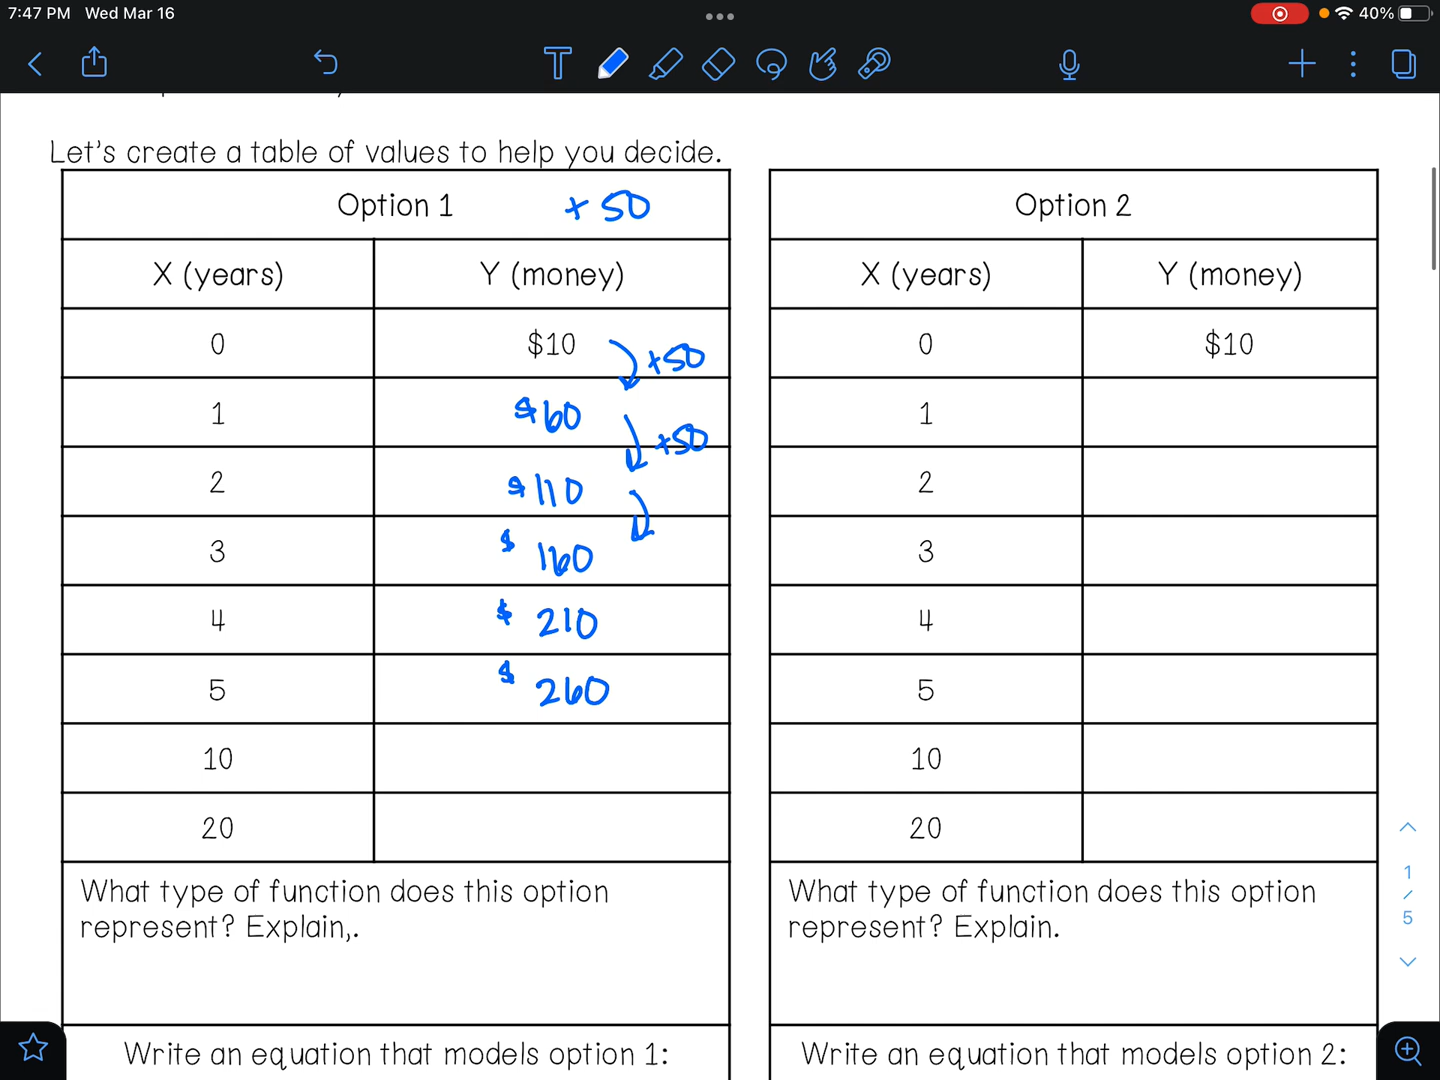 7:47 PM Wed Mar 16
40%
Let's create a table of values to help you decide.
Option 1 + 50
X (years) Y (money)
0 $10 +50
1 $60 +50
2 $110
3 $160
4 $210
5 $260
10
20
What type of function does this option
represent? Explain,.
Write an equation that models option 1:
Option 2
X (years) Y (money)
0 $10
1
2
3
4
5
10
20
What type of function does this option
represent? Explain.
Write an equation that models option 2:
1
/
5